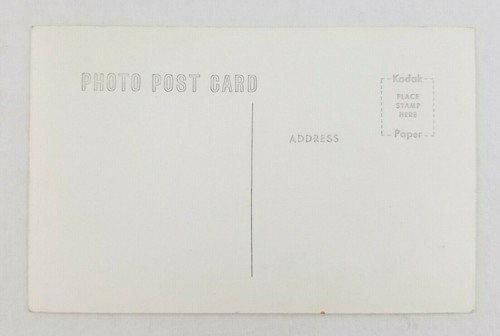 PHOTO POST CARD
Kodak
PLACE
STAMP
HERE
Paper
ADDRESS